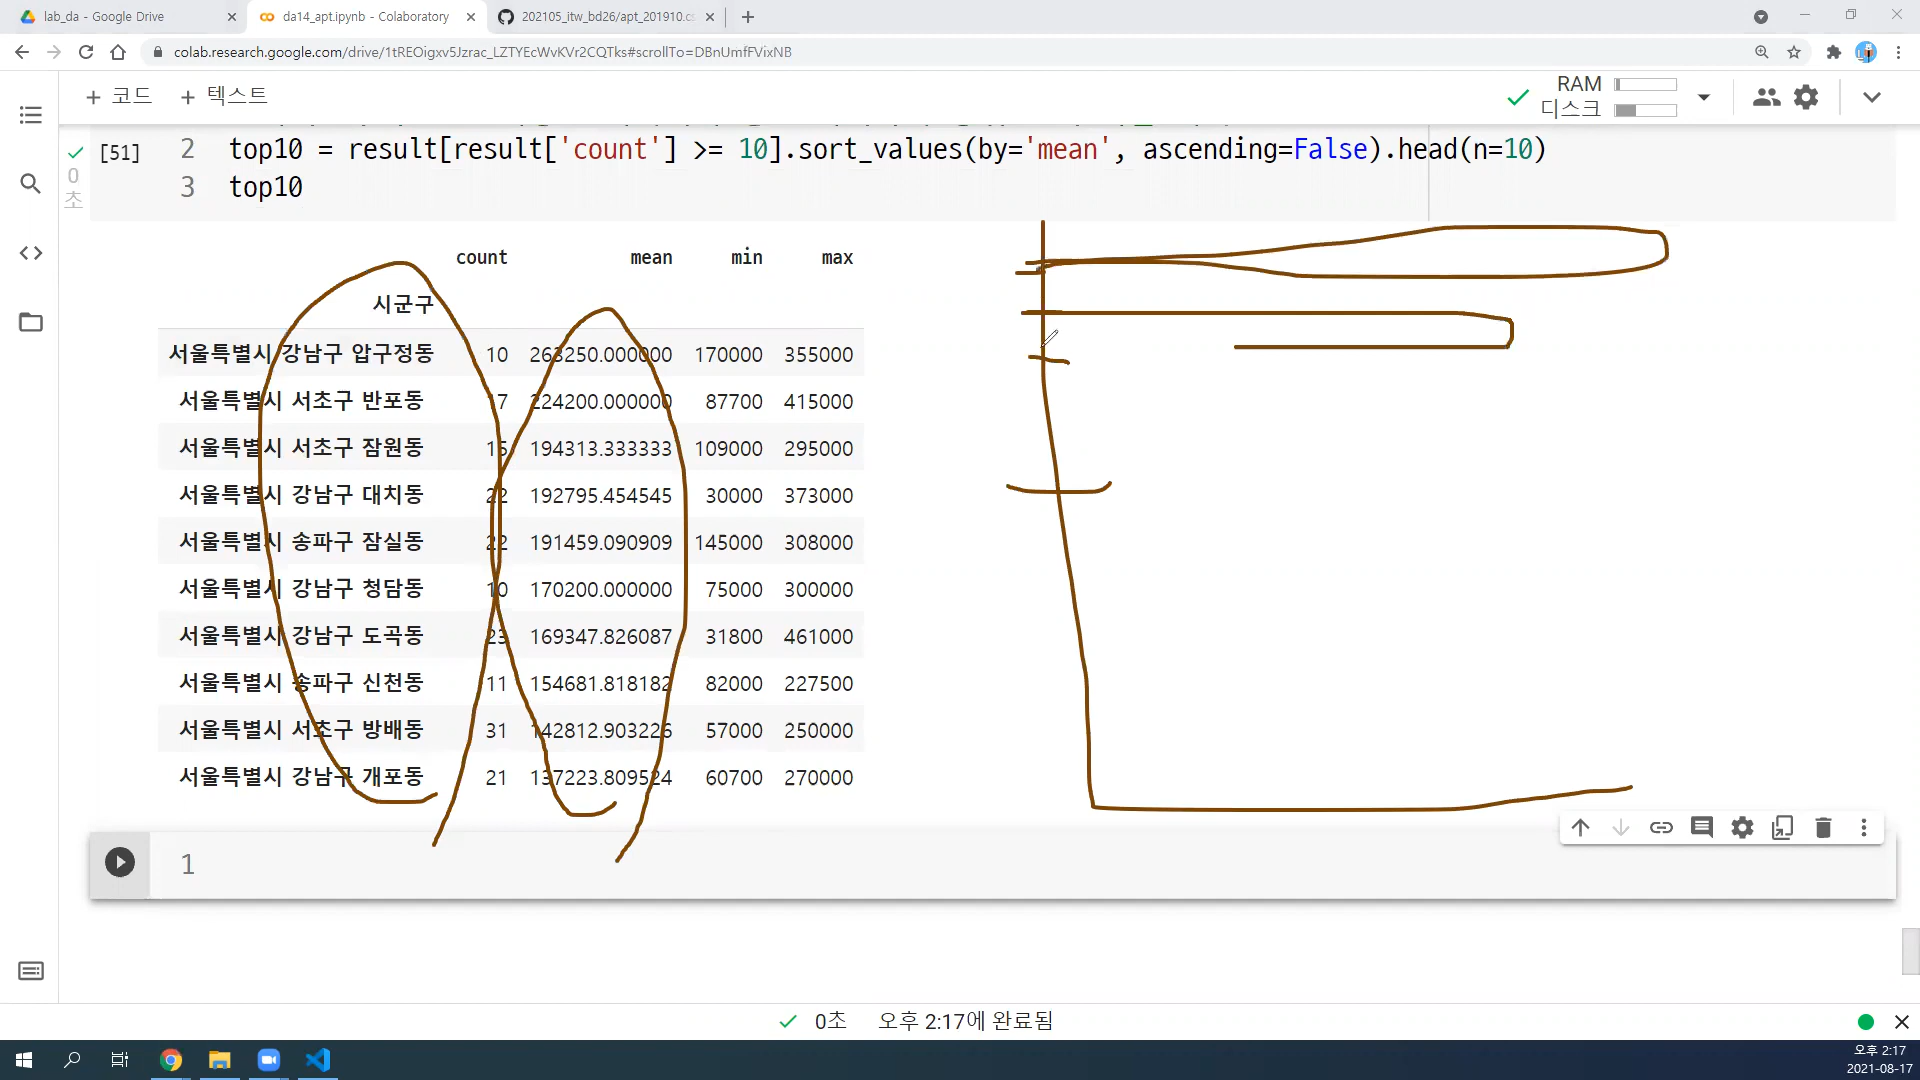 lab_da - Google Drive
da14_apt.ipynb - Colaboratory
202105_itw_bd26/apt_201910.cs
colab.research.google.com/drive/1tREOigxv5Jzrac_LZTYEcWvKVr2CQTks#scrollTo=DBnUmfFVixNB
+ 코드 + 텍스트
RAM
디스크
[51]
0
초
2 top10 = result[result['count'] >= 10].sort_values(by='mean', ascending=False).head(n=10)
3 top10
count mean min max
시군구
서울특별시 강남구 압구정동 10 263250.000000 170000 355000
서울특별시 서초구 반포동 17 224200.000000 87700 415000
서울특별시 서초구 잠원동 15 194313.333333 109000 295000
서울특별시 강남구 대치동 22 192795.454545 30000 373000
서울특별시 송파구 잠실동 22 191459.090909 145000 308000
서울특별시 강남구 청담동 10 170200.000000 75000 300000
서울특별시 강남구 도곡동 23 169347.826087 31800 461000
서울특별시 송파구 신천동 11 154681.818182 82000 227500
서울특별시 서초구 방배동 31 142812.903226 57000 250000
서울특별시 강남구 개포동 21 137223.809524 60700 270000
1
0초 오후 2:17에 완료됨
오후 2:17
2021-08-17